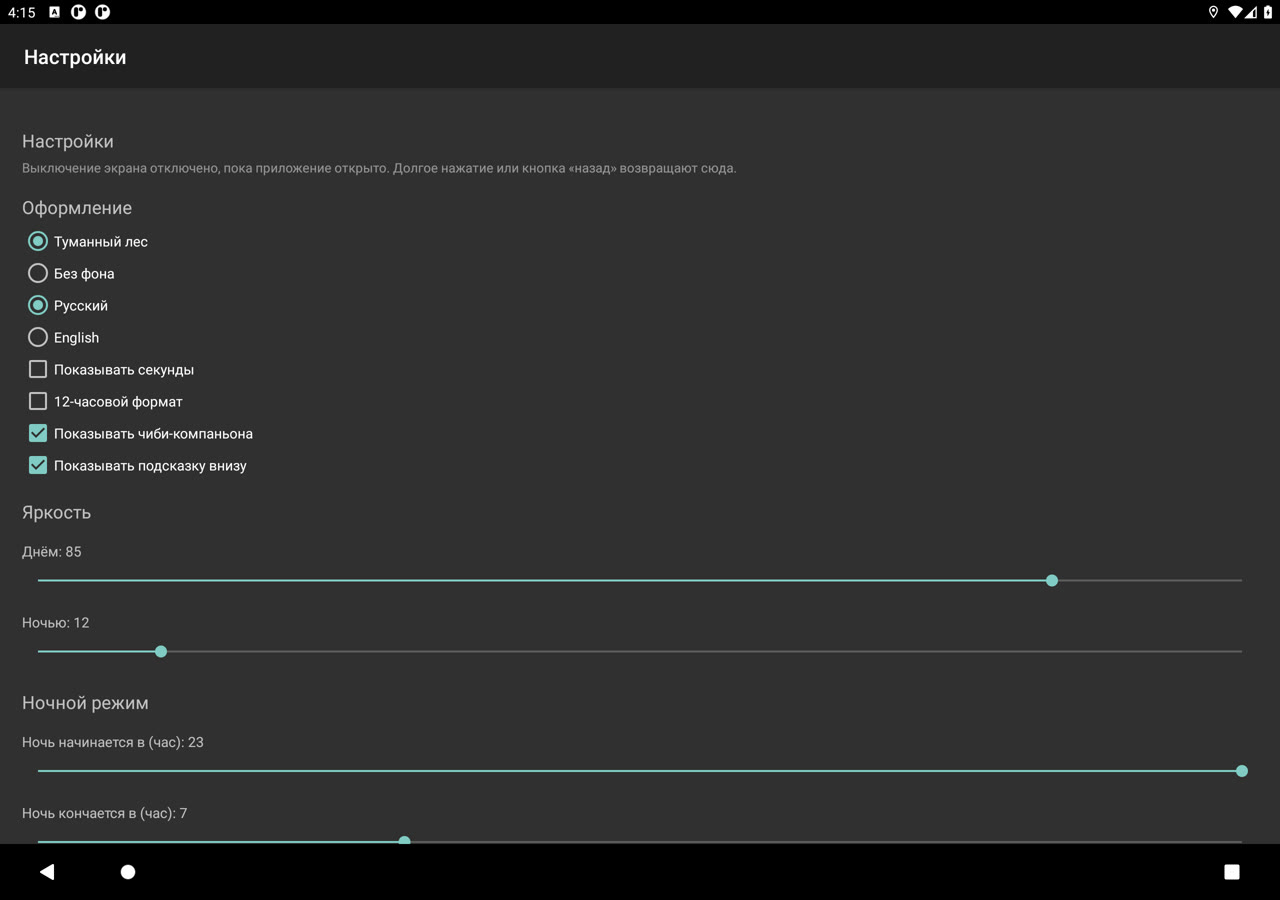 4:15
Настройки
Настройки
Выключение экрана отключено, пока приложение открыто. Долгое нажатие или кнопка «назад» возвращают сюда.
Оформление
Туманный лес
Без фона
Русский
English
Показывать секунды
12-часовой формат
Показывать чиби-компаньона
Показывать подсказку внизу
Яркость
Днём: 85
Ночью: 12
Ночной режим
Ночь начинается в (час): 23
Ночь кончается в (час): 7